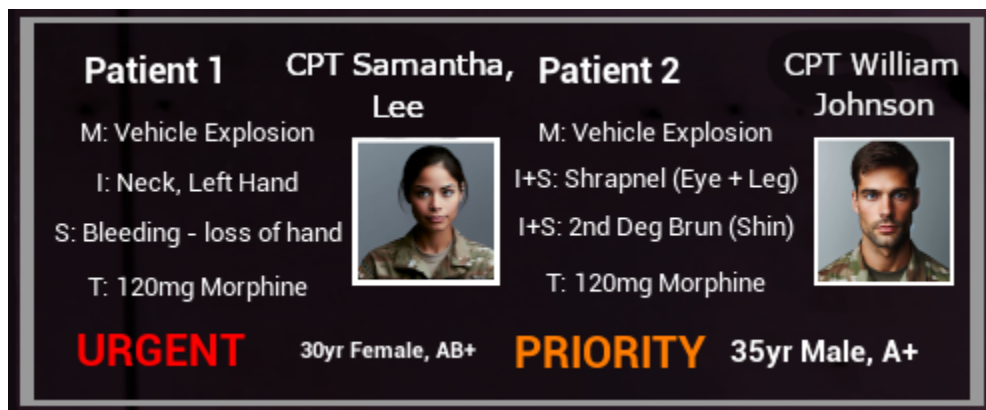 Patient 1
CPT Samantha,
Lee
M: Vehicle Explosion
I: Neck, Left Hand
S: Bleeding - loss of hand
T: 120mg Morphine
URGENT
30yr Female, AB+
Patient 2
CPT William
Johnson
M: Vehicle Explosion
I+S: Shrapnel (Eye + Leg)
I+S: 2nd Deg Brun (Shin)
T: 120mg Morphine
PRIORITY
35yr Male, A+